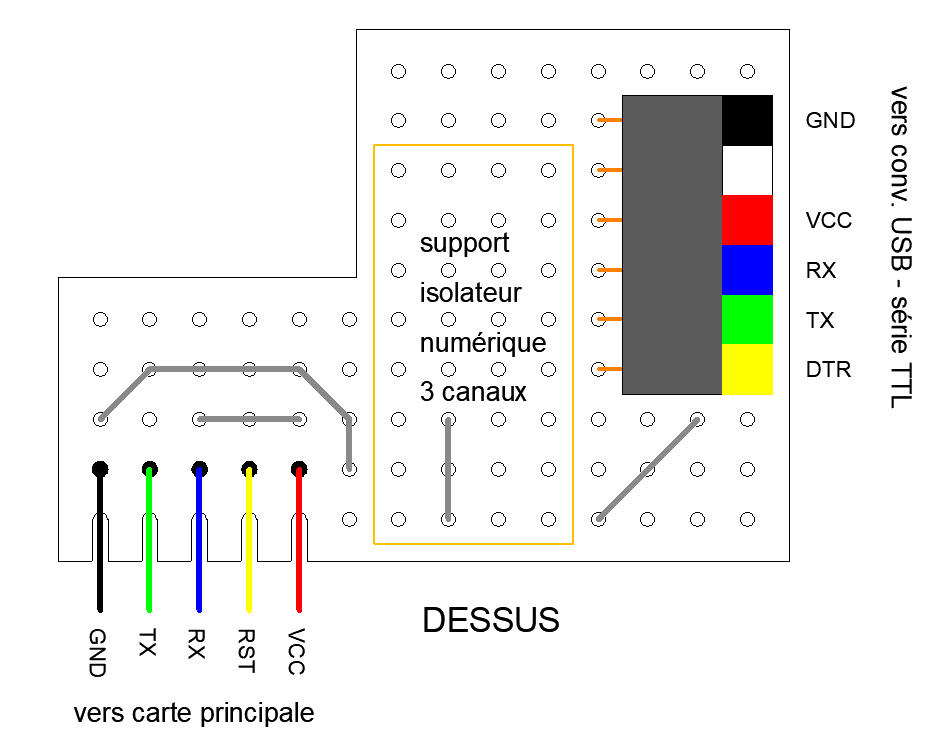 GND
VCC
RX
TX
DTR
vers conv. USB - série TTL
support
isolateur
numérique
3 canaux
DESSUS
GND
TX
RX
RST
VCC
vers carte principale